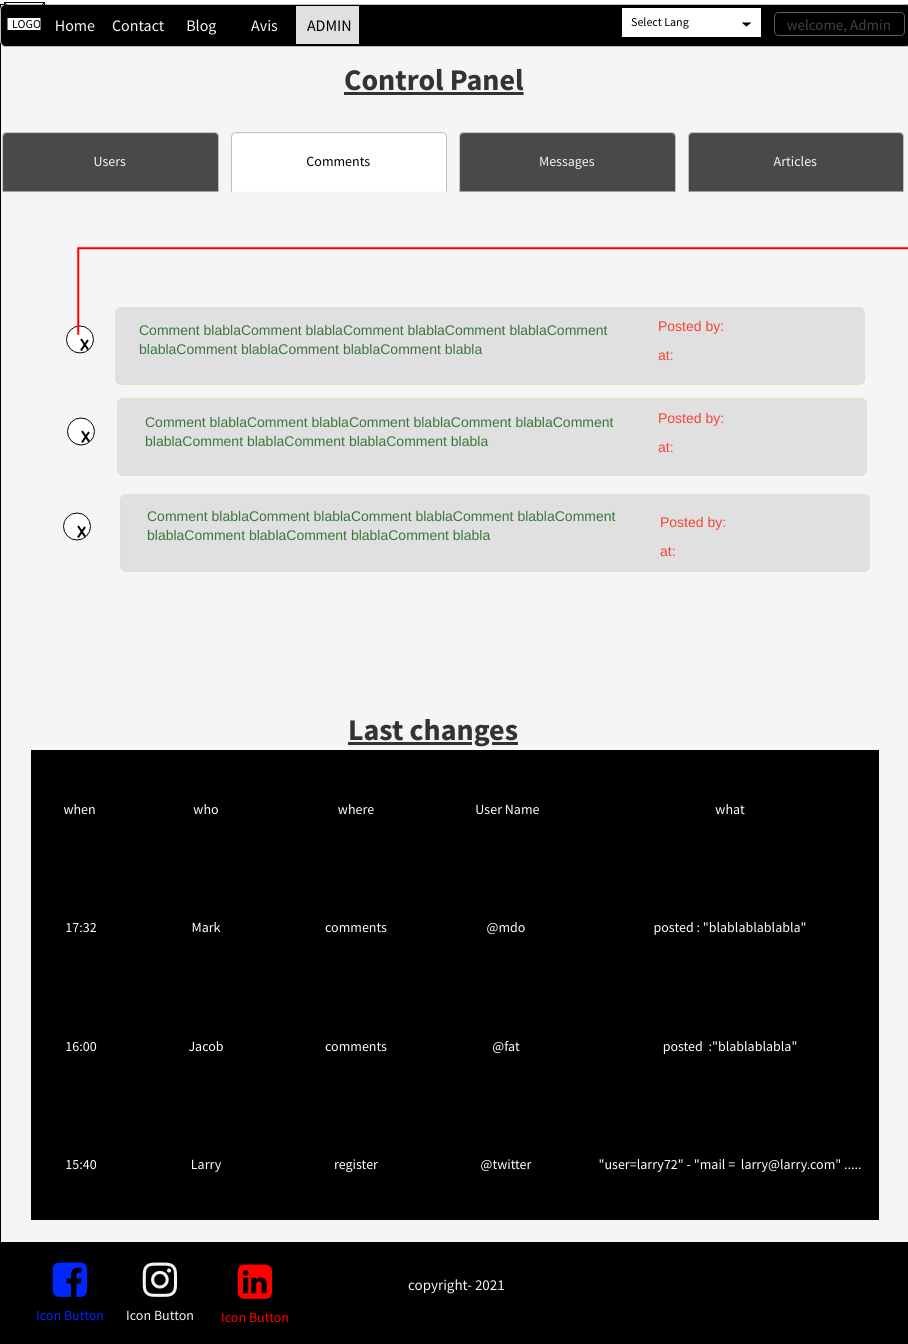 LOGO Home Contact Blog Avis ADMIN Select Lang welcome, Admin
Control Panel
Users Comments Messages Articles
Comment blablaComment blablaComment blablaComment blablaComment
blablaComment blablaComment blablaComment blabla
Posted by:
at:
x
Comment blablaComment blablaComment blablaComment blablaComment
blablaComment blablaComment blablaComment blabla
Posted by:
at:
x
Comment blablaComment blablaComment blablaComment blablaComment
blablaComment blablaComment blablaComment blabla
Posted by:
at:
x
Last changes
when who where User Name what
17:32 Mark comments @mdo posted : "blablablablabla"
16:00 Jacob comments @fat posted :"blablablabla"
15:40 Larry register @twitter "user=larry72" - "mail = larry@larry.com" .....
Icon Button Icon Button Icon Button
copyright- 2021